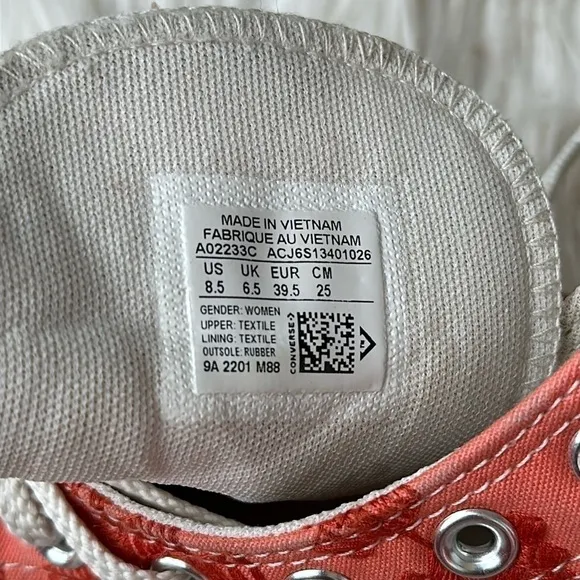 MADE IN VIETNAM
FABRIQUE AU VIETNAM
A02233C ACJ6S13401026
US UK EUR CM
8.5 6.5 39.5 25
GENDER: WOMEN
UPPER: TEXTILE
LINING: TEXTILE
OUTSOLE: RUBBER
9A 2201 M88
CONVERSE